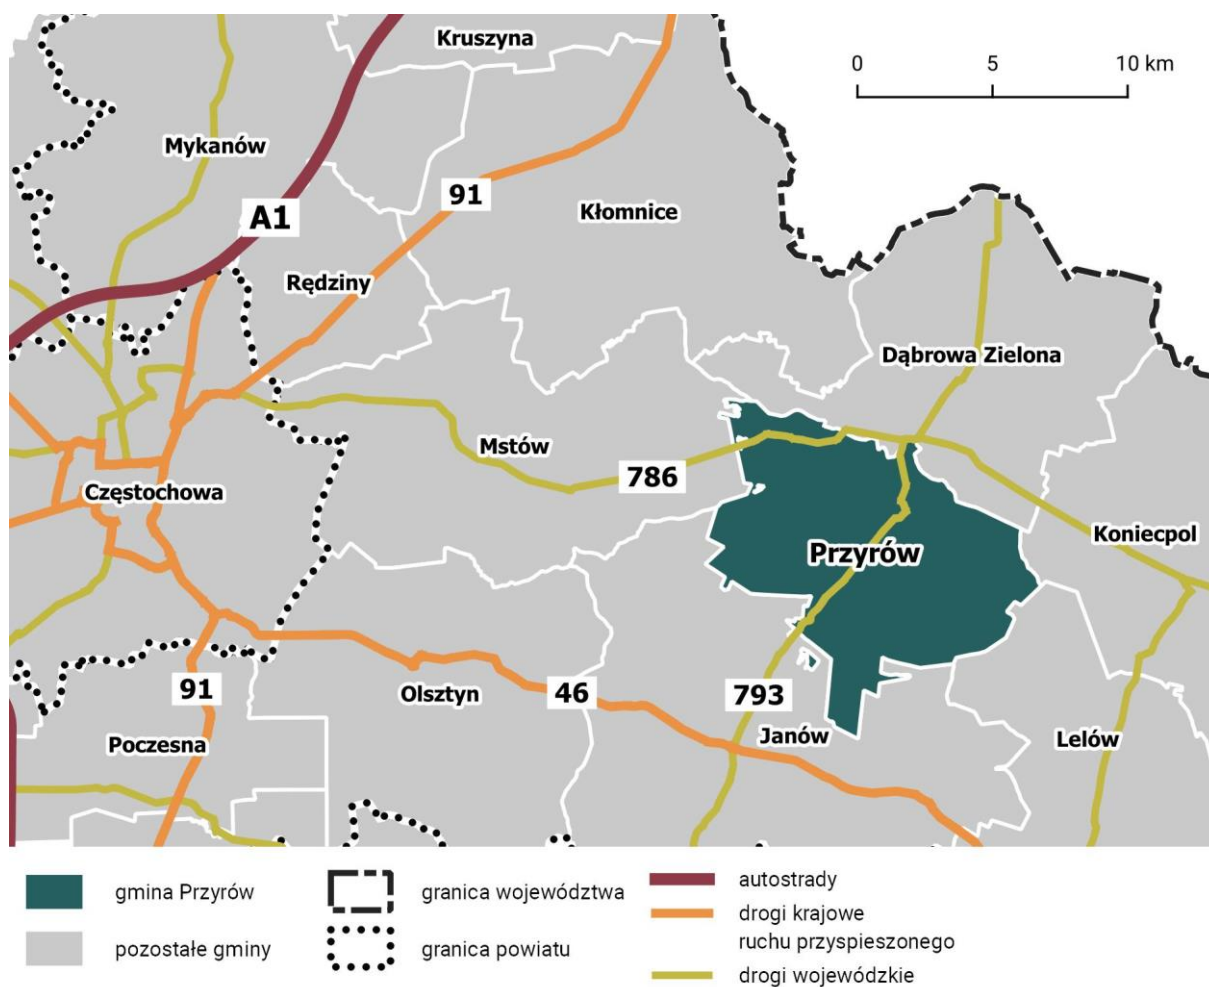 Kruszyna
0 5 10 km
Mykanów
91
Kłomnice
A1
Rędziny
Dąbrowa Zielona
Mstów
786
Częstochowa
Koniecpol
Przyrów
91
Olsztyn
46
793
Janów
Poczesna
Lelów
gmina Przyrów
pozostałe gminy
granica województwa
granica powiatu
autostrady
drogi krajowe
ruchu przyspieszonego
drogi wojewódzkie